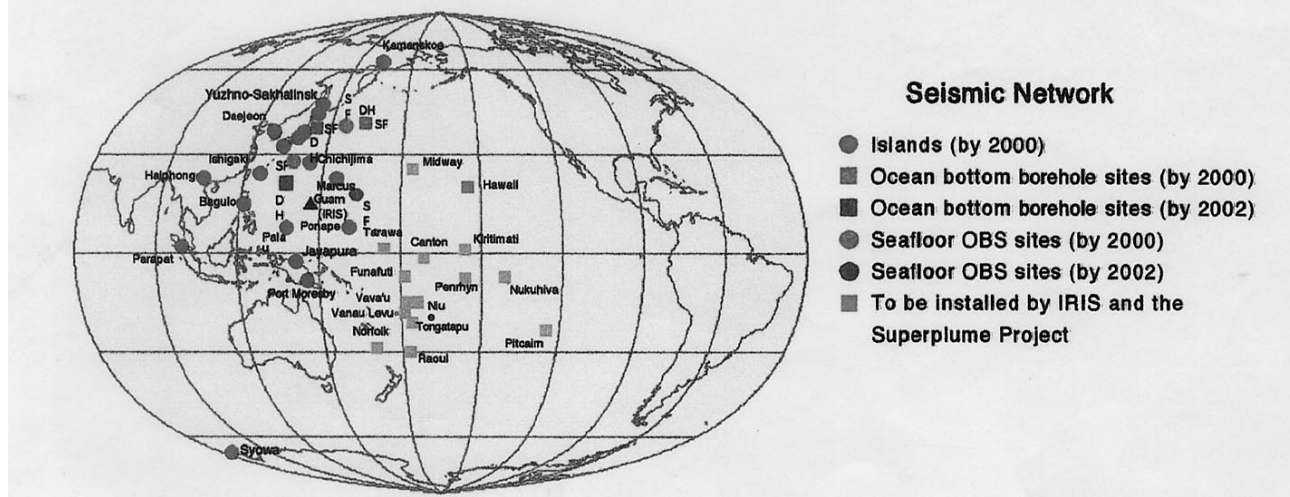 Kamanskoe
Yuzhno-Sakhalinsk
S
F
DH
SF
Daejeon
SF
D
H
Ishigaki
SF
Chichijima
Midway
Haiphong
Marcus
Hawaii
Baguio
D
H
Guam
(IRIS)
S
F
Ponape
Tarawa
Palau
Canton
Kiritimati
Parapat
Jayapura
Funafuti
Port Moresby
Penrhyn
Nukuhiva
Vava'u
Niu
Vanau Levu
Norfolk
Tongatapu
Pitcairn
Raoul
Syowa
Seismic Network
Islands (by 2000)
Ocean bottom borehole sites (by 2000)
Ocean bottom borehole sites (by 2002)
Seafloor OBS sites (by 2000)
Seafloor OBS sites (by 2002)
To be installed by IRIS and the
Superplume Project